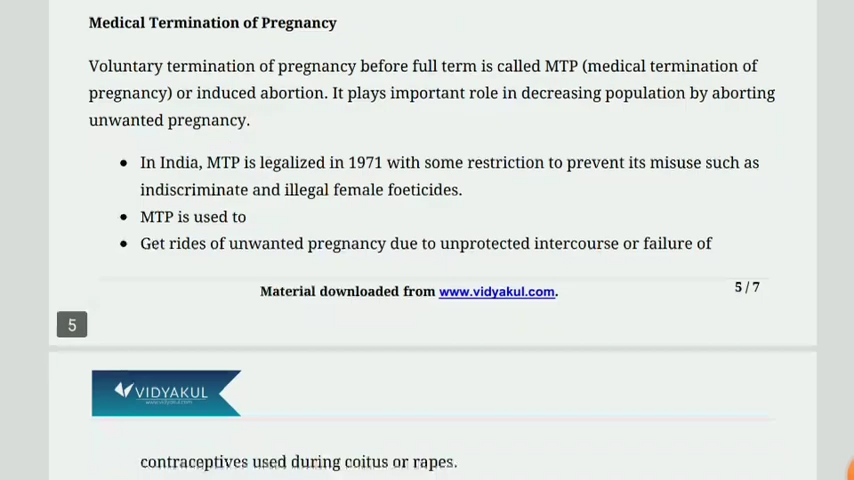 Medical Termination of Pregnancy
Voluntary termination of pregnancy before full term is called MTP (medical termination of
pregnancy) or induced abortion. It plays important role in decreasing population by aborting
unwanted pregnancy.
• In India, MTP is legalized in 1971 with some restriction to prevent its misuse such as
indiscriminate and illegal female foeticides.
• MTP is used to
• Get rides of unwanted pregnancy due to unprotected intercourse or failure of
Material downloaded from www.vidyakul.com.
5 / 7
5
VIDYAKUL
www.vidyakul.com
contraceptives used during coitus or rapes.